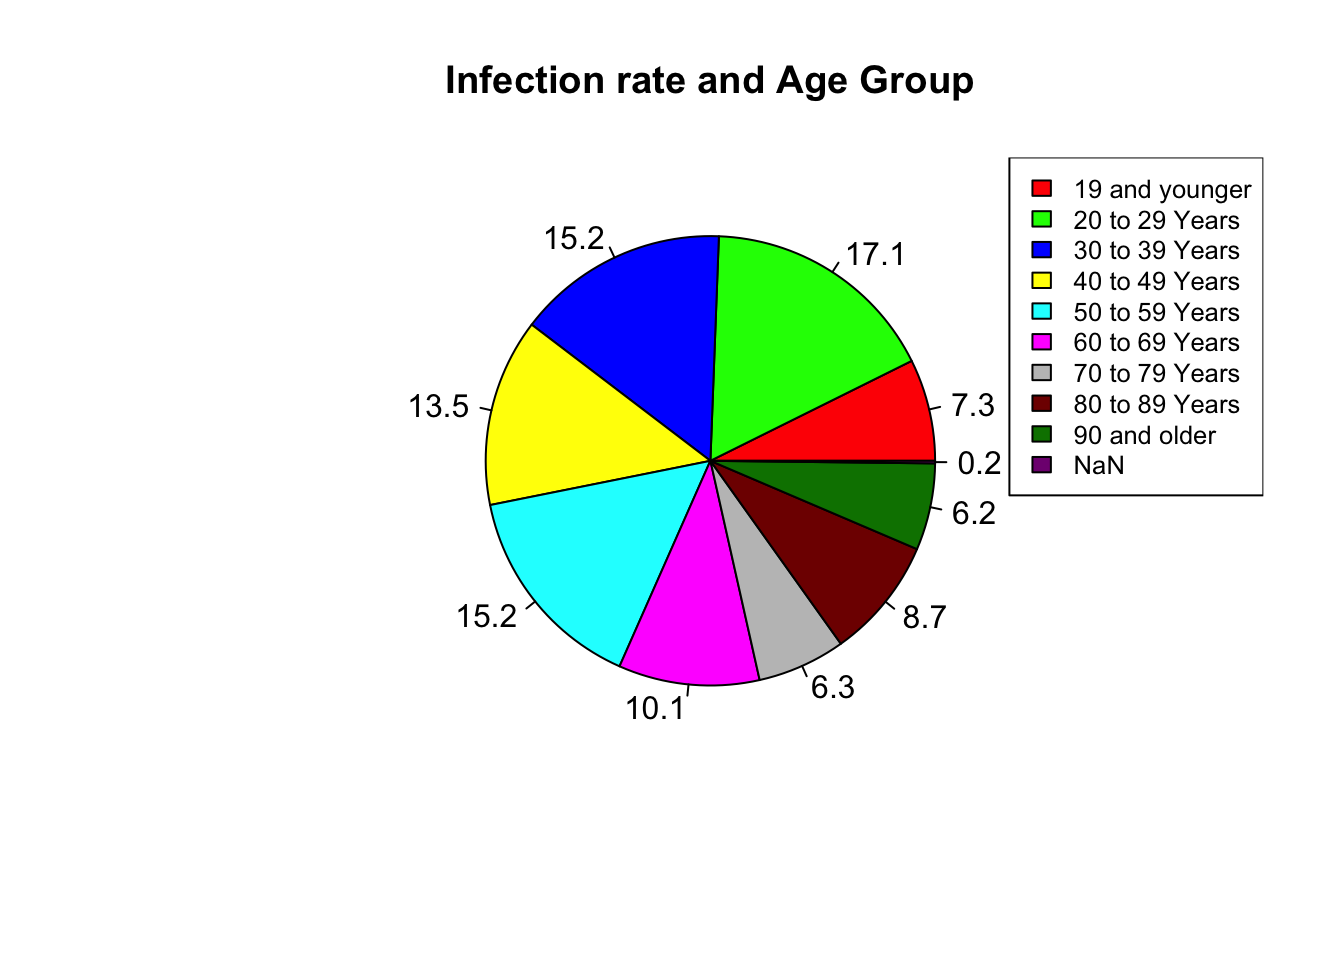 Infection rate and Age Group
19 and younger
20 to 29 Years
30 to 39 Years
40 to 49 Years
50 to 59 Years
60 to 69 Years
70 to 79 Years
80 to 89 Years
90 and older
NaN
15.2
17.1
13.5
7.3
0.2
6.2
15.2
8.7
6.3
10.1